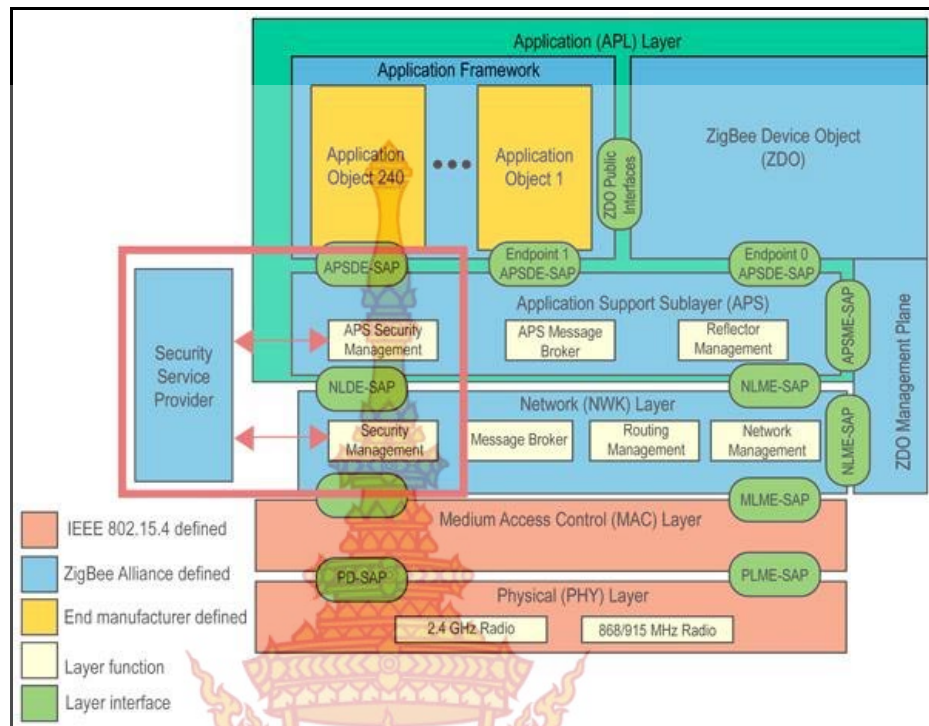 Application (APL) Layer
Application Framework
Application
Object 240
Application
Object 1
ZDO Public
Interfaces
ZigBee Device Object
(ZDO)
APSDE-SAP
Endpoint 1
APSDE-SAP
Endpoint 0
APSDE-SAP
Security
Service
Provider
Application Support Sublayer (APS)
APS Security
Management
APS Message
Broker
Reflector
Management
APSME-SAP
ZDO Management Plane
NLDE-SAP
NLME-SAP
Network (NWK) Layer
Security
Management
Message Broker
Routing
Management
Network
Management
NLME-SAP
MLME-SAP
Medium Access Control (MAC) Layer
PD-SAP
PLME-SAP
Physical (PHY) Layer
2.4 GHz Radio
868/915 MHz Radio
IEEE 802.15.4 defined
ZigBee Alliance defined
End manufacturer defined
Layer function
Layer interface